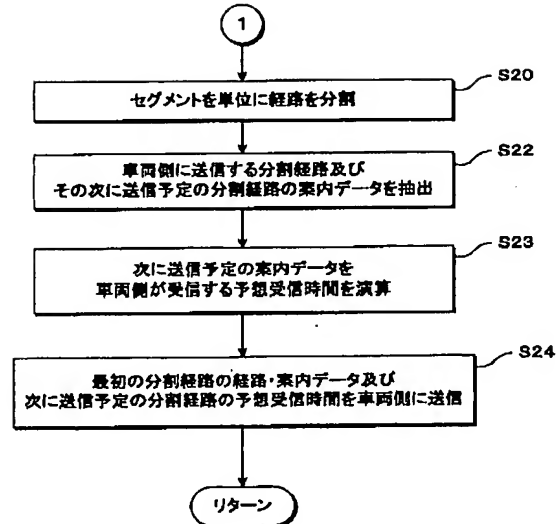 1
S20
セグメントを単位に経路を分割
S22
車両側に送信する分割経路及び
その次に送信予定の分割経路の案内データを抽出
S23
次に送信予定の案内データを
車両側が受信する予想受信時間を演算
S24
最初の分割経路の経路・案内データ及び
次に送信予定の分割経路の予想受信時間を車両側に送信
リターン